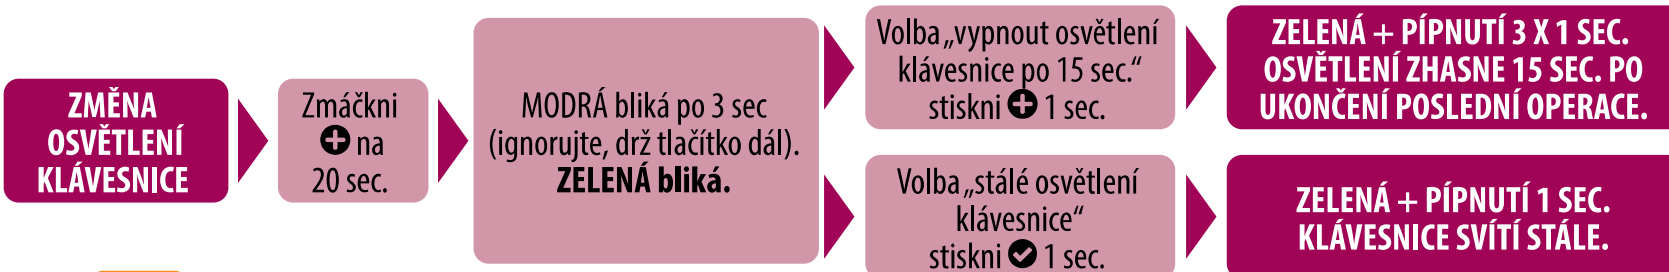 ZMĚNA
OSVĚTLENÍ
KLÁVESNICE
Zmáčkni
➕ na
20 sec.
MODRÁ bliká po 3 sec
(ignorujte, drž tlačítko dál).
ZELENÁ bliká.
Volba „vypnout osvětlení
klávesnice po 15 sec.“
stiskni ➕ 1 sec.
ZELENÁ + PÍPNUTÍ 3 X 1 SEC.
OSVĚTLENÍ ZHASNE 15 SEC. PO
UKONČENÍ POSLEDNÍ OPERACE.
Volba „stálé osvětlení
klávesnice“
stiskni ✔ 1 sec.
ZELENÁ + PÍPNUTÍ 1 SEC.
KLÁVESNICE SVÍTÍ STÁLE.